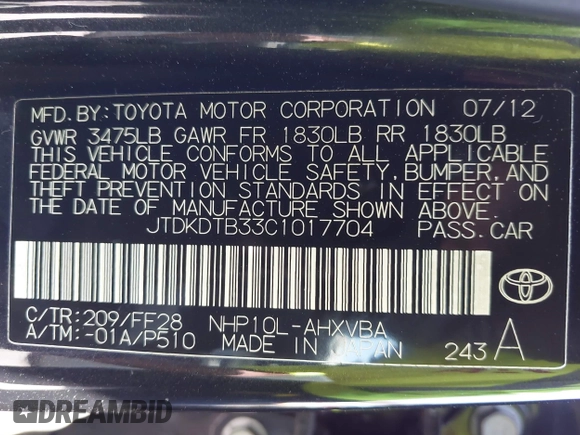 MFD. BY: TOYOTA MOTOR CORPORATION 07/12
GVWR 3475LB GAWR FR 1830LB RR 1830LB
THIS VEHICLE CONFORMS TO ALL APPLICABLE
FEDERAL MOTOR VEHICLE SAFETY, BUMPER, AND
THEFT PREVENTION STANDARDS IN EFFECT ON
THE DATE OF MANUFACTURE SHOWN ABOVE.
JTDKDTB33C1017704 PASS. CAR
C/TR: 209/FF28 NHP10L-AHXVBA
A/TM: -01A/P510 MADE IN JAPAN 243 A
DREAMBID